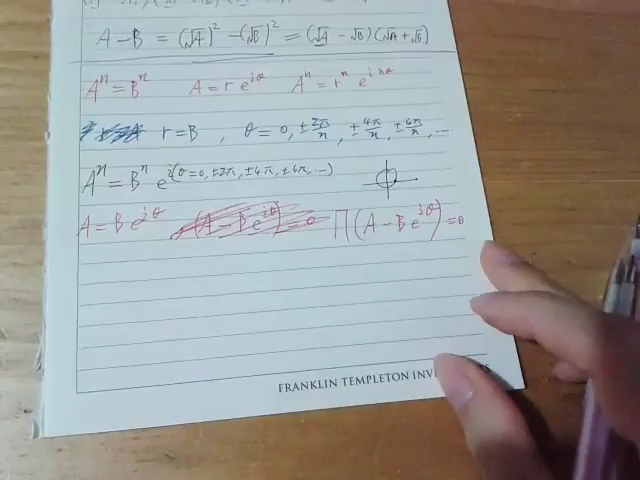 A − B = (√A)² − (√B)² = (√A − √B)(√A + √B)
Aⁿ = Bⁿ A = r e^{iθ} Aⁿ = rⁿ e^{inθ}
r = B , θ = 0, ± 2π/n , ± 4π/n , ± 6π/n , ...
Aⁿ = Bⁿ e^{i(θ = 0, ±2π, ±4π, ±6π, ...)}
A = B e^{iθ} (A − B e^{iθ}) = 0 ∏(A − B e^{iθ}) = 0
FRANKLIN TEMPLETON INV